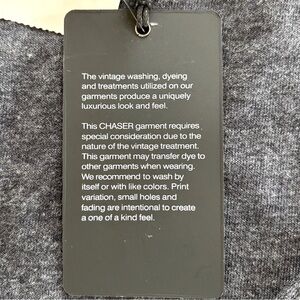 The vintage washing, dyeing
and treatments utilized on our
garments produce a uniquely
luxurious look and feel.
This CHASER garment requires
special consideration due to the
nature of the vintage treatment.
This garment may transfer dye to
other garments when wearing.
We recommend to wash by
itself or with like colors. Print
variation, small holes and
fading are intentional to create
a one of a kind feel.